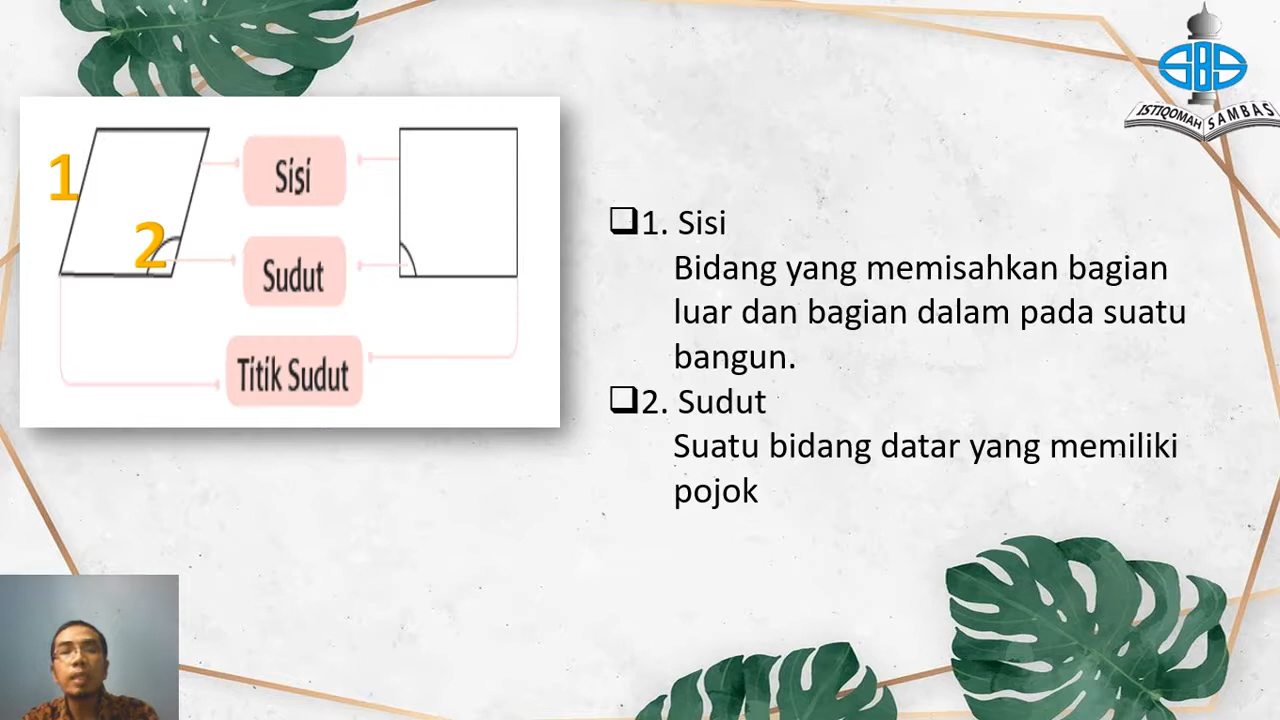 1
2
Sisi
Sudut
Titik Sudut
SBS
ISTIQOMAH SAMBAS
❑1. Sisi
Bidang yang memisahkan bagian
luar dan bagian dalam pada suatu
bangun.
❑2. Sudut
Suatu bidang datar yang memiliki
pojok